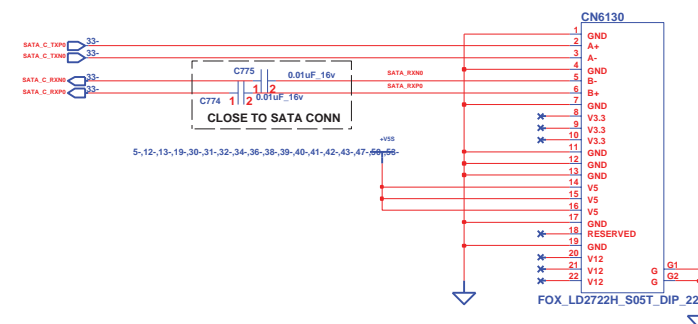 CN6130
1 GND
SATA_C_TXP0 33- 2 A+
SATA_C_TXN0 33- 3 A-
4 GND
SATA_C_RXN0 33- C775 0.01uF_16v SATA_RXN0 5 B-
SATA_C_RXP0 33- C774 1 2 1 2 0.01uF_16v SATA_RXP0 6 B+
7 GND
CLOSE TO SATA CONN
8 V3.3
9 V3.3
10 V3.3
+V5S
11 GND
5-,12-,13-,19-,30-,31-,32-,34-,36-,38-,39-,40-,41-,42-,43-,47-,50-,53-
12 GND
13 GND
14 V5
15 V5
16 V5
17 GND
18 RESERVED
19 GND
20 V12
21 V12 G G1
22 V12 G G2
FOX_LD2722H_S05T_DIP_22